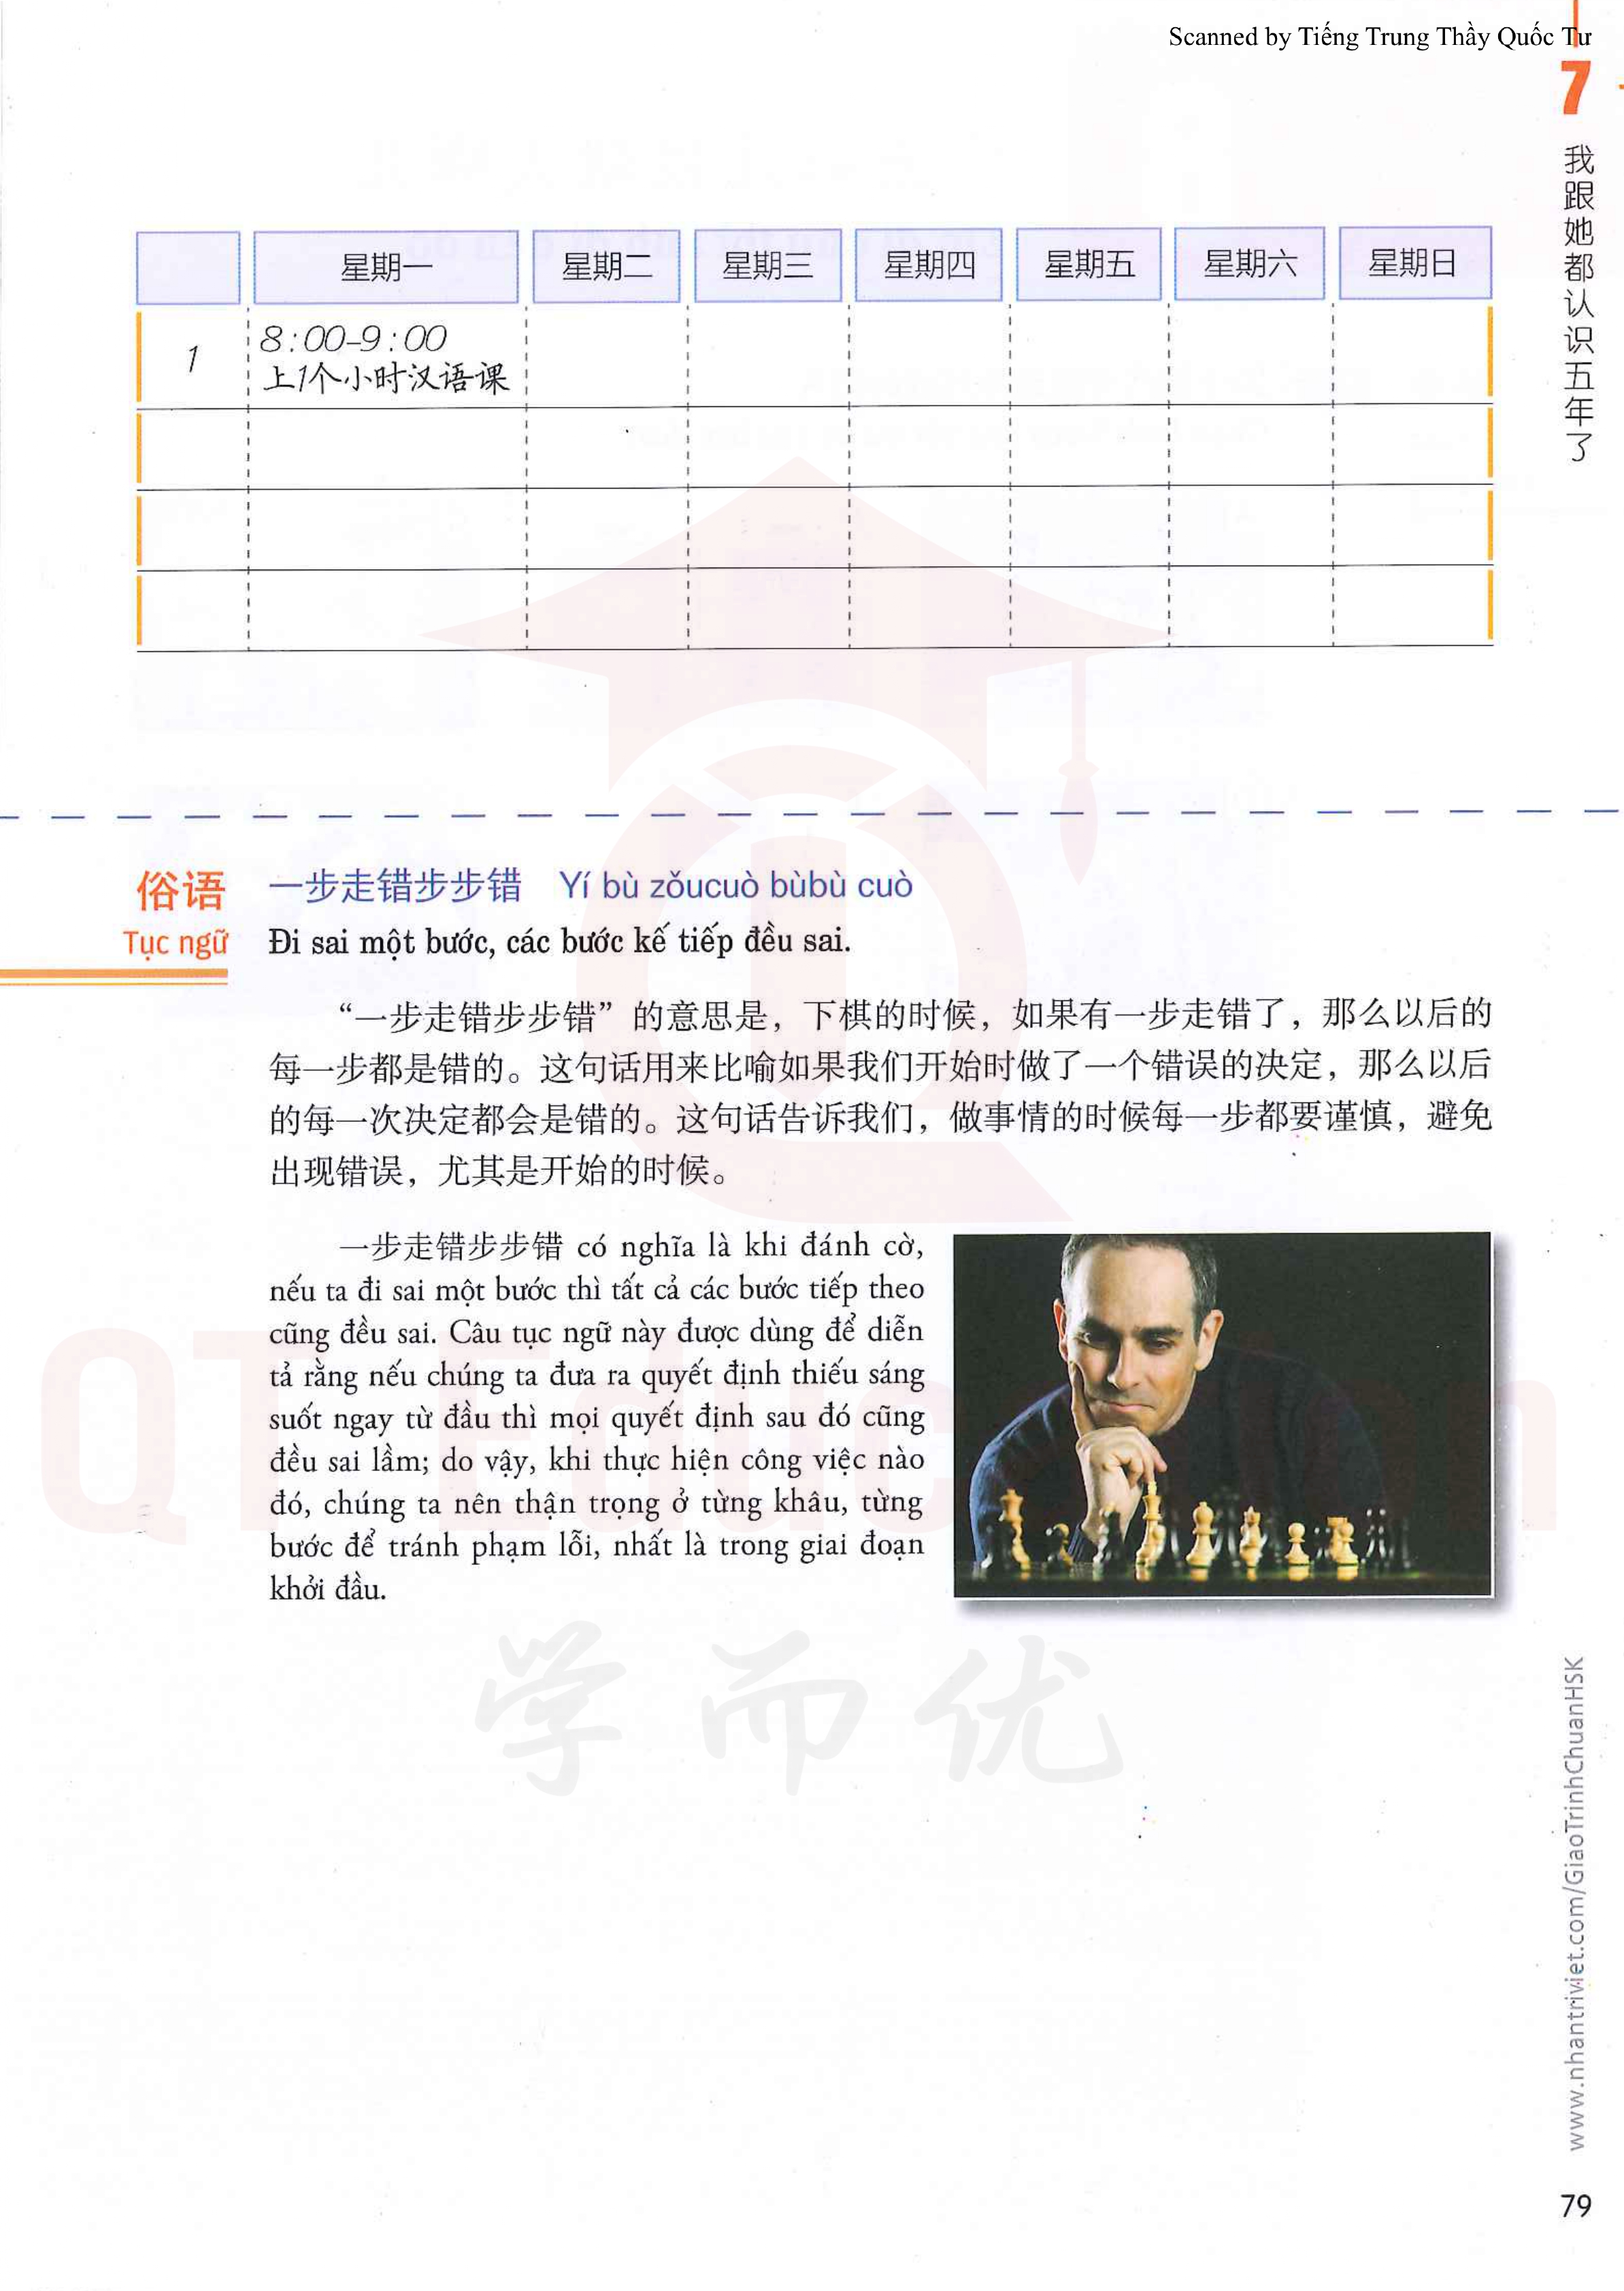 Scanned by Tiếng Trung Thầy Quốc Tư
7
我跟她都认识五年了
星期一 星期二 星期三 星期四 星期五 星期六 星期日
1
8:00-9:00
上1个小时汉语课
俗语
Tục ngữ
一步走错步步错 Yí bù zǒucuò bùbù cuò
Đi sai một bước, các bước kế tiếp đều sai.
“一步走错步步错”的意思是，下棋的时候，如果有一步走错了，那么以后的
每一步都是错的。这句话用来比喻如果我们开始时做了一个错误的决定，那么以后
的每一次决定都会是错的。这句话告诉我们，做事情的时候每一步都要谨慎，避免
出现错误，尤其是开始的时候。
一步走错步步错 có nghĩa là khi đánh cờ,
nếu ta đi sai một bước thì tất cả các bước tiếp theo
cũng đều sai. Câu tục ngữ này được dùng để diễn
tả rằng nếu chúng ta đưa ra quyết định thiếu sáng
suốt ngay từ đầu thì mọi quyết định sau đó cũng
đều sai lầm; do vậy, khi thực hiện công việc nào
đó, chúng ta nên thận trọng ở từng khâu, từng
bước để tránh phạm lỗi, nhất là trong giai đoạn
khởi đầu.
QT Education
学而优
www.nhantriviet.com/GiaoTrinhChuanHSK
79